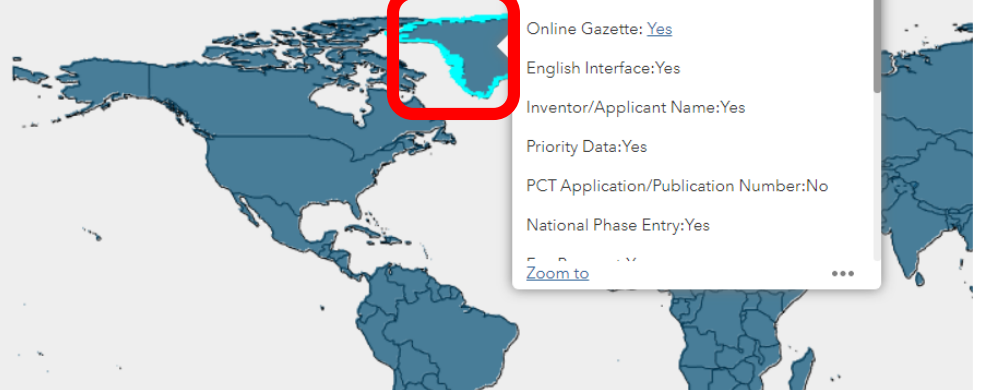 Online Gazette: Yes
English Interface:Yes
Inventor/Applicant Name:Yes
Priority Data:Yes
PCT Application/Publication Number:No
National Phase Entry:Yes
Zoom to